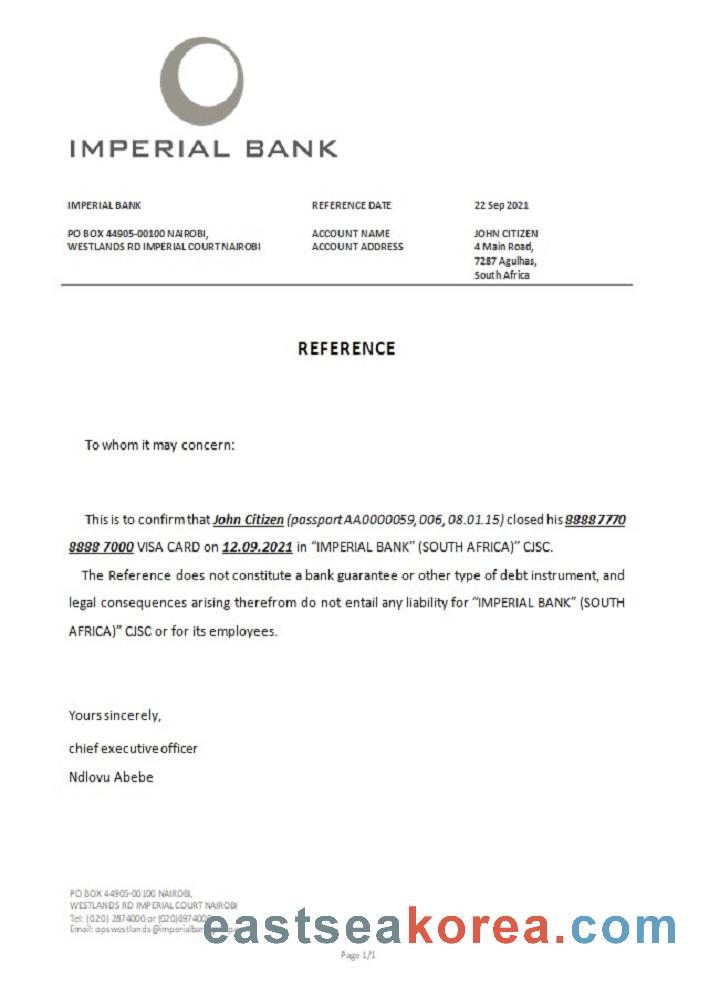 IMPERIAL BANK
IMPERIAL BANK REFERENCE DATE 22 Sep 2021
PO BOX 44905-00100 NAIROBI, ACCOUNT NAME JOHN CITIZEN
WESTLANDS RD IMPERIAL COURT NAIROBI ACCOUNT ADDRESS 4 Main Road,
7287 Agulhas,
South Africa
REFERENCE
To whom it may concern:
This is to confirm that John Citizen (passport AA0000059, 006, 08.01.15) closed his 8888 7770
8888 7000 VISA CARD on 12.09.2021 in “IMPERIAL BANK” (SOUTH AFRICA)” CJSC.
The Reference does not constitute a bank guarantee or other type of debt instrument, and
legal consequences arising therefrom do not entail any liability for “IMPERIAL BANK” (SOUTH
AFRICA)” CJSC or for its employees.
Yours sincerely,
chief executive officer
Ndlovu Abebe
PO BOX 44905-00100 NAIROBI,
WESTLANDS RD IMPERIAL COURT NAIROBI
Tel: (020) 2874000 or
Email:
eastseakorea.com
Page 1/1